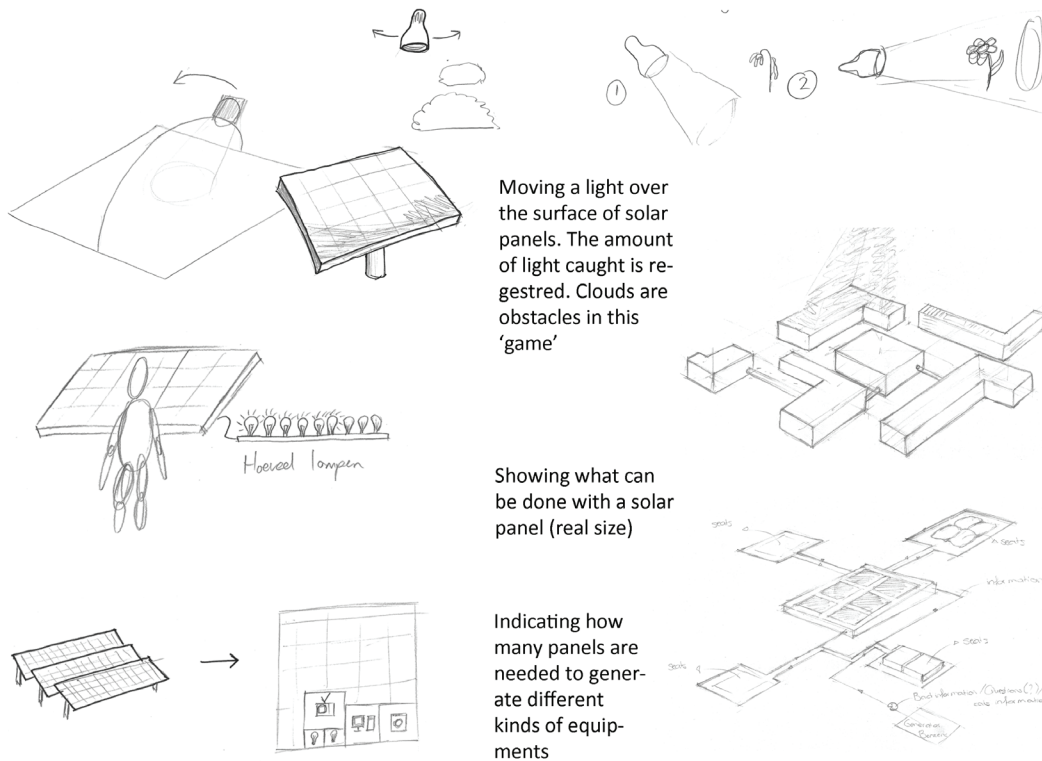 1
2
Moving a light over
the surface of solar
panels. The amount
of light caught is re-
gestred. Clouds are
obstacles in this
‘game’
Hoeveel lampen
Showing what can
be done with a solar
panel (real size)
seats
seats
information
Indicating how
many panels are
needed to gener-
ate different
kinds of equip-
ments
seats
seats